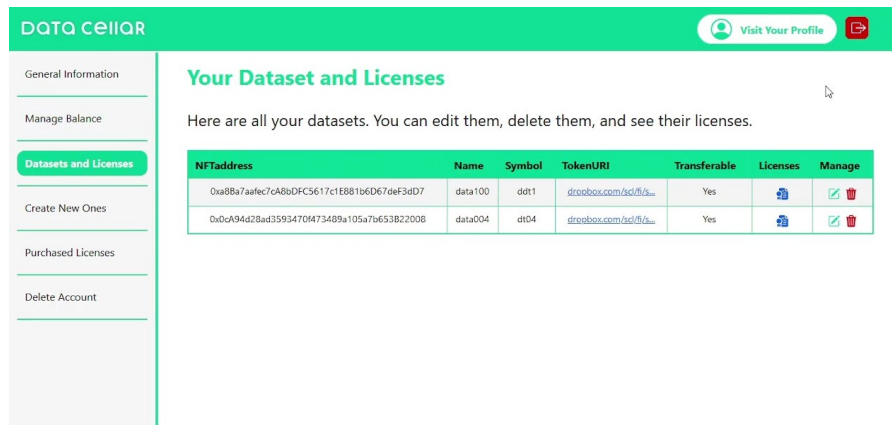 DATA CELLAR
Visit Your Profile
General Information
Manage Balance
Datasets and Licenses
Create New Ones
Purchased Licenses
Delete Account
Your Dataset and Licenses
Here are all your datasets. You can edit them, delete them, and see their licenses.
NFTaddress Name Symbol TokenURI Transferable Licenses Manage
0xa8Ba7aafec7cA8bDFC5617c1E881b6D67deF3dD7 data100 ddt1 dropbox.com/scl/fi/s... Yes
0x0cA94d28ad3593470f473489a105a7b653B22008 data004 dt04 dropbox.com/scl/fi/s... Yes